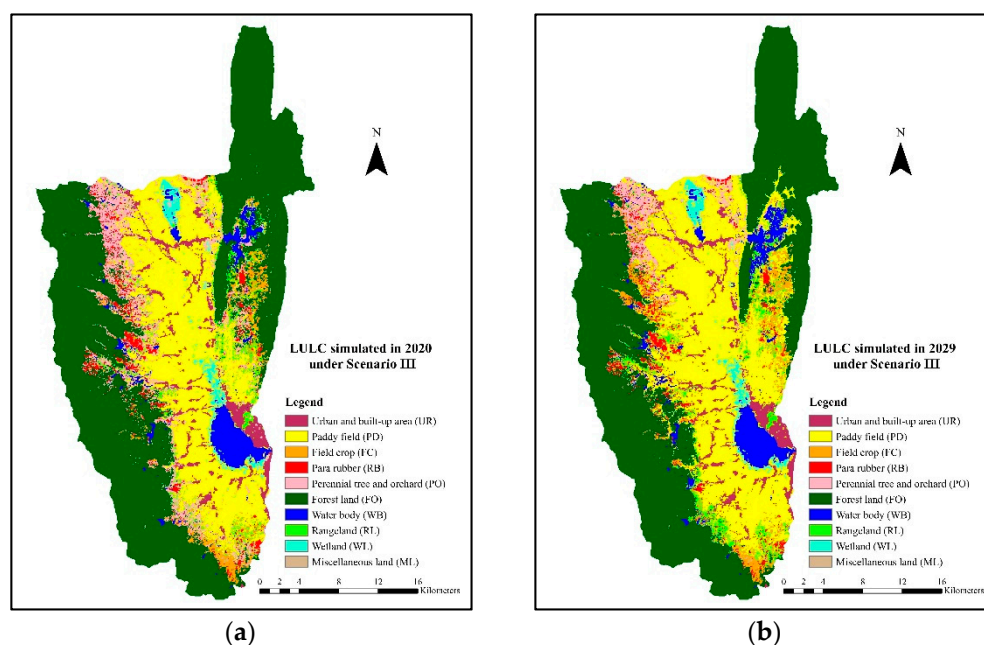 N
LULC simulated in 2020
under Scenario III
Legend
Urban and built-up area (UR)
Paddy field (PD)
Field crop (FC)
Para rubber (RB)
Perennial tree and orchard (PO)
Forest land (FO)
Water body (WB)
Rangeland (RL)
Wetland (WL)
Miscellaneous land (ML)
0 2 4 8 12 16
Kilometers
(a)
N
LULC simulated in 2029
under Scenario III
Legend
Urban and built-up area (UR)
Paddy field (PD)
Field crop (FC)
Para rubber (RB)
Perennial tree and orchard (PO)
Forest land (FO)
Water body (WB)
Rangeland (RL)
Wetland (WL)
Miscellaneous land (ML)
0 2 4 8 12 16
Kilometers
(b)